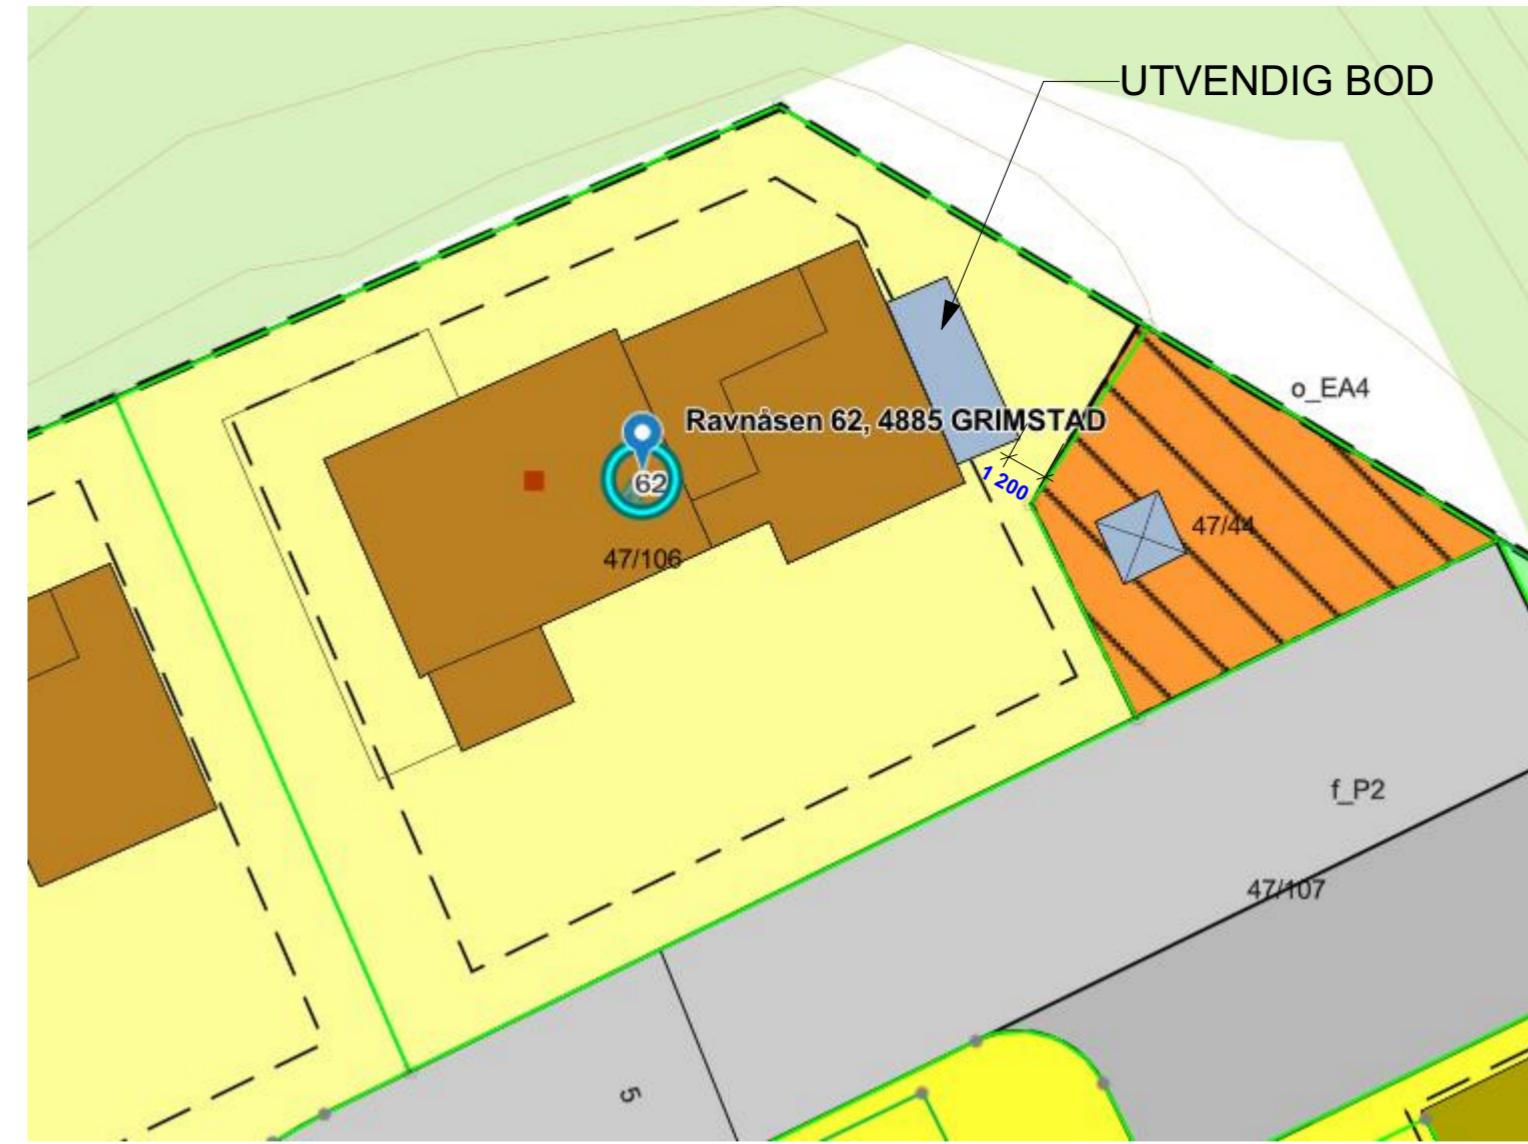 UTVENDIG BOD
o_EA4
Ravnåsen 62, 4885 GRIMSTAD
62
1 200
47/44
47/106
f_P2
47/107
5